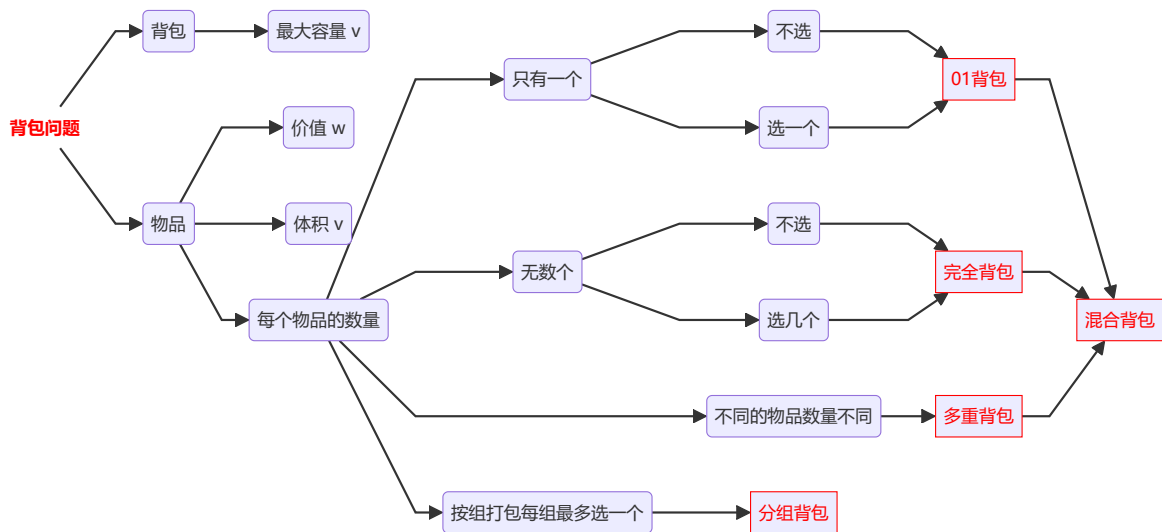 背包
最大容量 v
不选
只有一个
01背包
背包问题
价值 w
选一个
物品
体积 v
不选
无数个
完全背包
每个物品的数量
选几个
混合背包
不同的物品数量不同
多重背包
按组打包每组最多选一个
分组背包